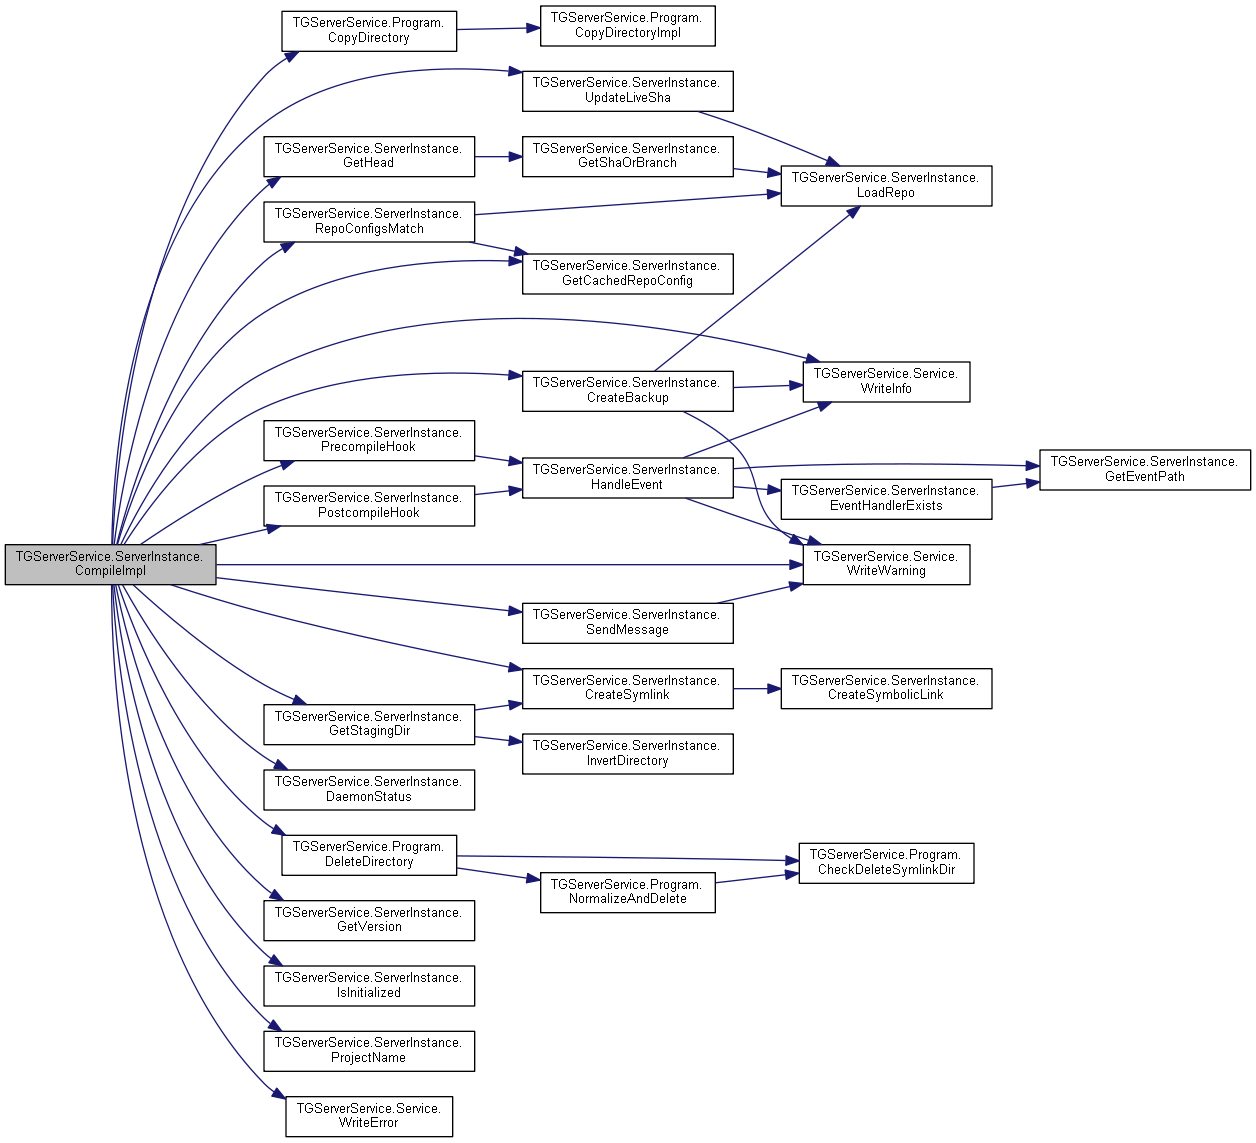 TGServerService.Program.
CopyDirectory
TGServerService.Program.
CopyDirectoryImpl
TGServerService.ServerInstance.
UpdateLiveSha
TGServerService.ServerInstance.
GetHead
TGServerService.ServerInstance.
GetShaOrBranch
TGServerService.ServerInstance.
LoadRepo
TGServerService.ServerInstance.
RepoConfigsMatch
TGServerService.ServerInstance.
GetCachedRepoConfig
TGServerService.Service.
WriteInfo
TGServerService.ServerInstance.
CreateBackup
TGServerService.ServerInstance.
PrecompileHook
TGServerService.ServerInstance.
HandleEvent
TGServerService.ServerInstance.
GetEventPath
TGServerService.ServerInstance.
PostcompileHook
TGServerService.ServerInstance.
EventHandlerExists
TGServerService.ServerInstance.
CompileImpl
TGServerService.Service.
WriteWarning
TGServerService.ServerInstance.
SendMessage
TGServerService.ServerInstance.
CreateSymlink
TGServerService.ServerInstance.
CreateSymbolicLink
TGServerService.ServerInstance.
GetStagingDir
TGServerService.ServerInstance.
InvertDirectory
TGServerService.ServerInstance.
DaemonStatus
TGServerService.Program.
DeleteDirectory
TGServerService.Program.
CheckDeleteSymlinkDir
TGServerService.Program.
NormalizeAndDelete
TGServerService.ServerInstance.
GetVersion
TGServerService.ServerInstance.
IsInitialized
TGServerService.ServerInstance.
ProjectName
TGServerService.Service.
WriteError